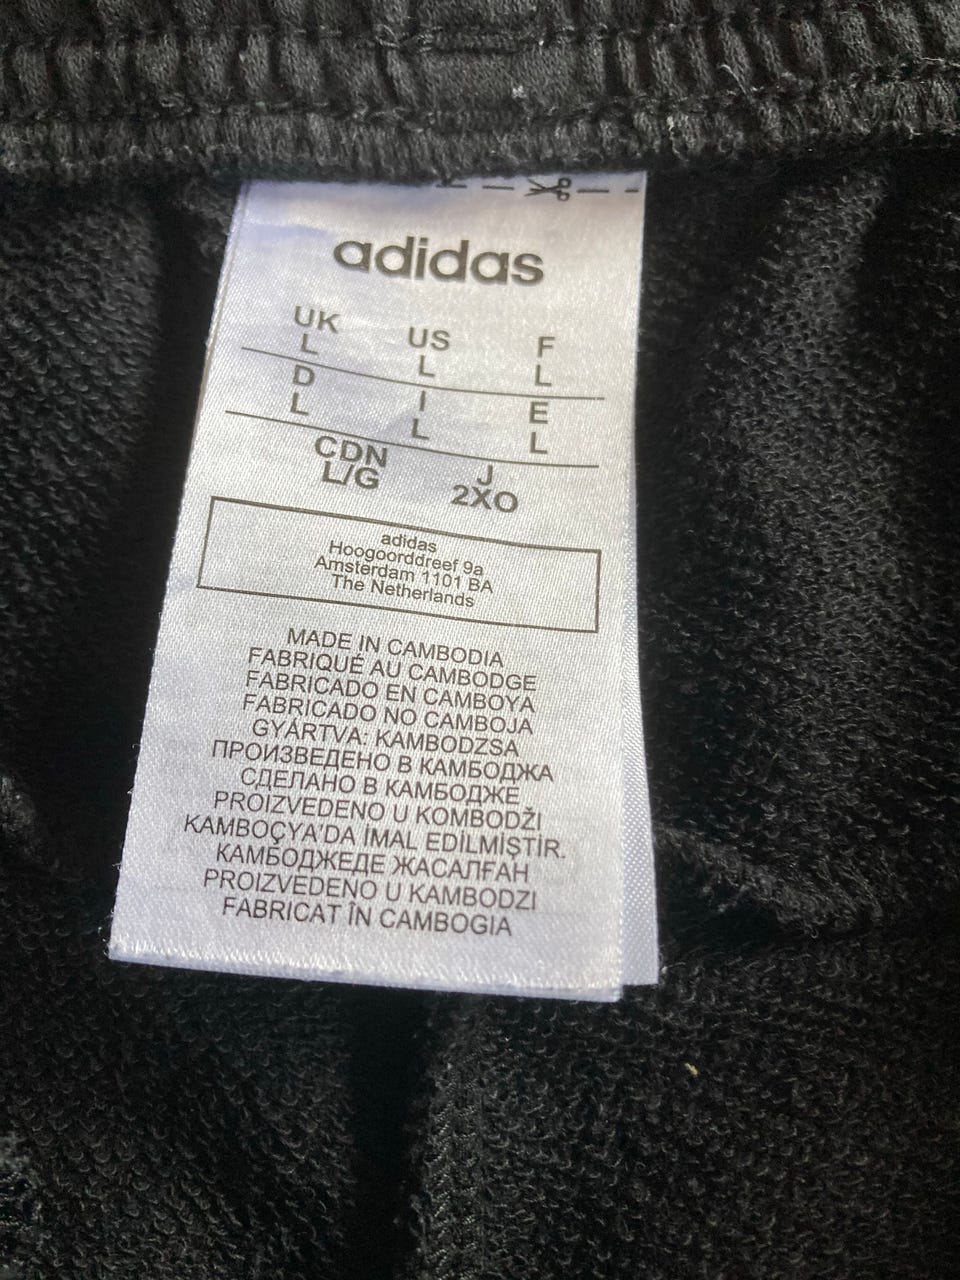 adidas
UK US F
L L L
D I E
L L L
CDN J
L/G 2XO
adidas
Hoogoorddreef 9a
Amsterdam 1101 BA
The Netherlands
MADE IN CAMBODIA
FABRIQUÉ AU CAMBODGE
FABRICADO EN CAMBOYA
FABRICADO NO CAMBOJA
GYÁRTVA: KAMBODZSA
ПРОИЗВЕДЕНО В КАМБОДЖА
СДЕЛАНО В КАМБОДЖЕ
PROIZVEDENO U KOMBODŽI
KAMBOÇYA'DA İMAL EDİLMİŞTİR.
КАМБОДЖЕДЕ ЖАСАЛҒАН
PROIZVEDENO U KAMBODZI
FABRICAT ÎN CAMBOGIA